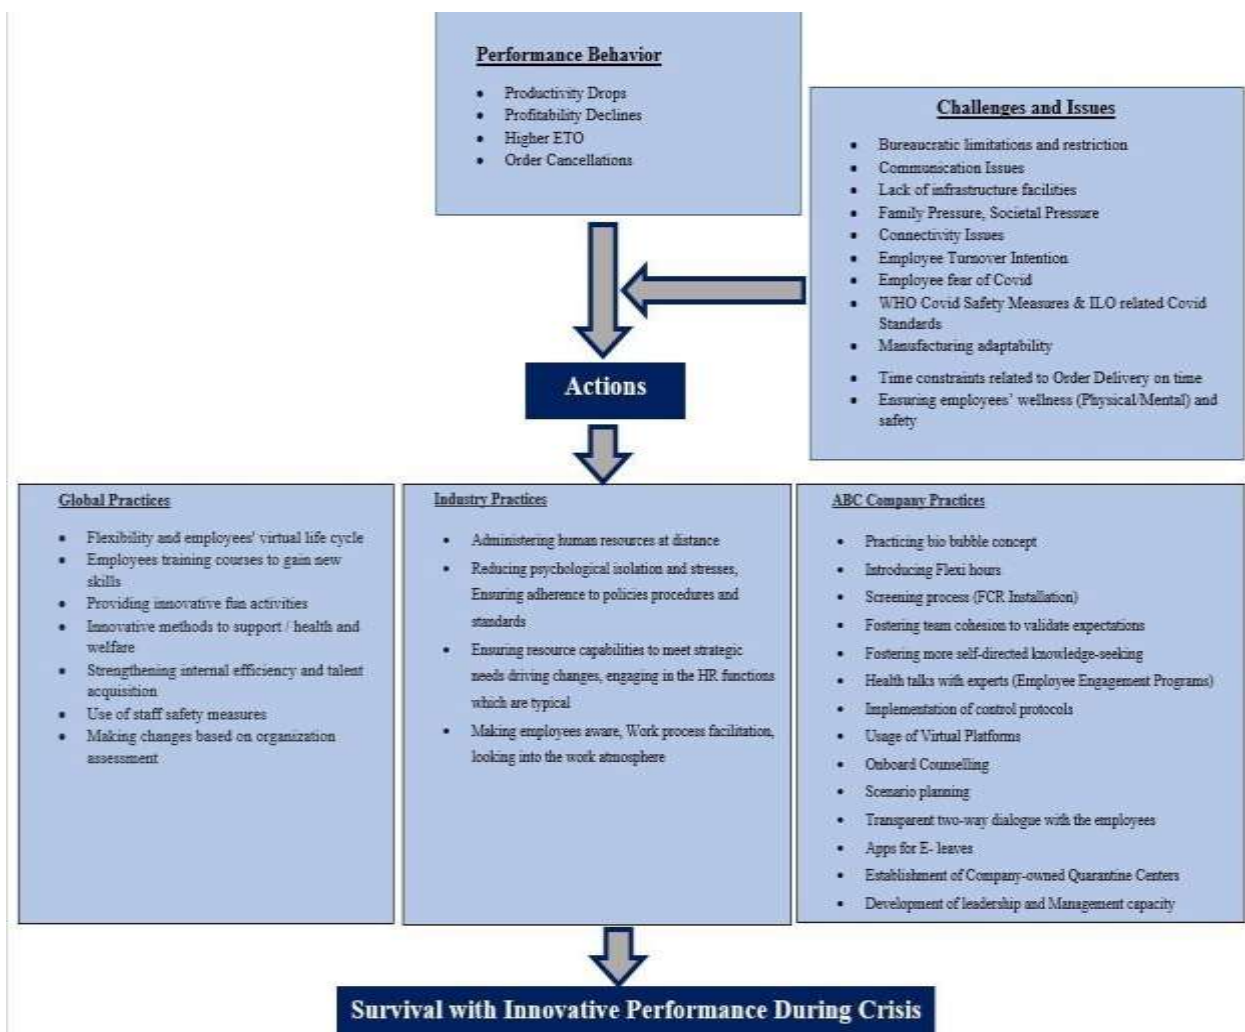 Performance Behavior
• Productivity Drops
• Profitability Declines
• Higher ETO
• Order Cancellations
Challenges and Issues
• Bureaucratic limitations and restriction
• Communication Issues
• Lack of infrastructure facilities
• Family Pressure, Societal Pressure
• Connectivity Issues
• Employee Turnover Intention
• Employee fear of Covid
• WHO Covid Safety Measures & ILO related Covid
Standards
• Manufacturing adaptability
• Time constraints related to Order Delivery on time
• Ensuring employees' wellness (Physical/Mental) and
safety
Actions
Global Practices
• Flexibility and employees' virtual life cycle
• Employees training courses to gain new
skills
• Providing innovative fun activities
• Innovative methods to support / health and
welfare
• Strengthening internal efficiency and talent
acquisition
• Use of staff safety measures
• Making changes based on organization
assessment
Industry Practices
• Administering human resources at distance
• Reducing psychological isolation and stresses,
Ensuring adherence to policies procedures and
standards
• Ensuring resource capabilities to meet strategic
needs driving changes, engaging in the HR functions
which are typical
• Making employees aware, Work process facilitation,
looking into the work atmosphere
ABC Company Practices
• Practicing bio bubble concept
• Introducing Flexi hours
• Screening process (FCR Installation)
• Fostering team cohesion to validate expectations
• Fostering more self-directed knowledge-seeking
• Health talks with experts (Employee Engagement Programs)
• Implementation of control protocols
• Usage of Virtual Platforms
• Onboard Counselling
• Scenario planning
• Transparent two-way dialogue with the employees
• Apps for E- leaves
• Establishment of Company-owned Quarantine Centers
• Development of leadership and Management capacity
Survival with Innovative Performance During Crisis